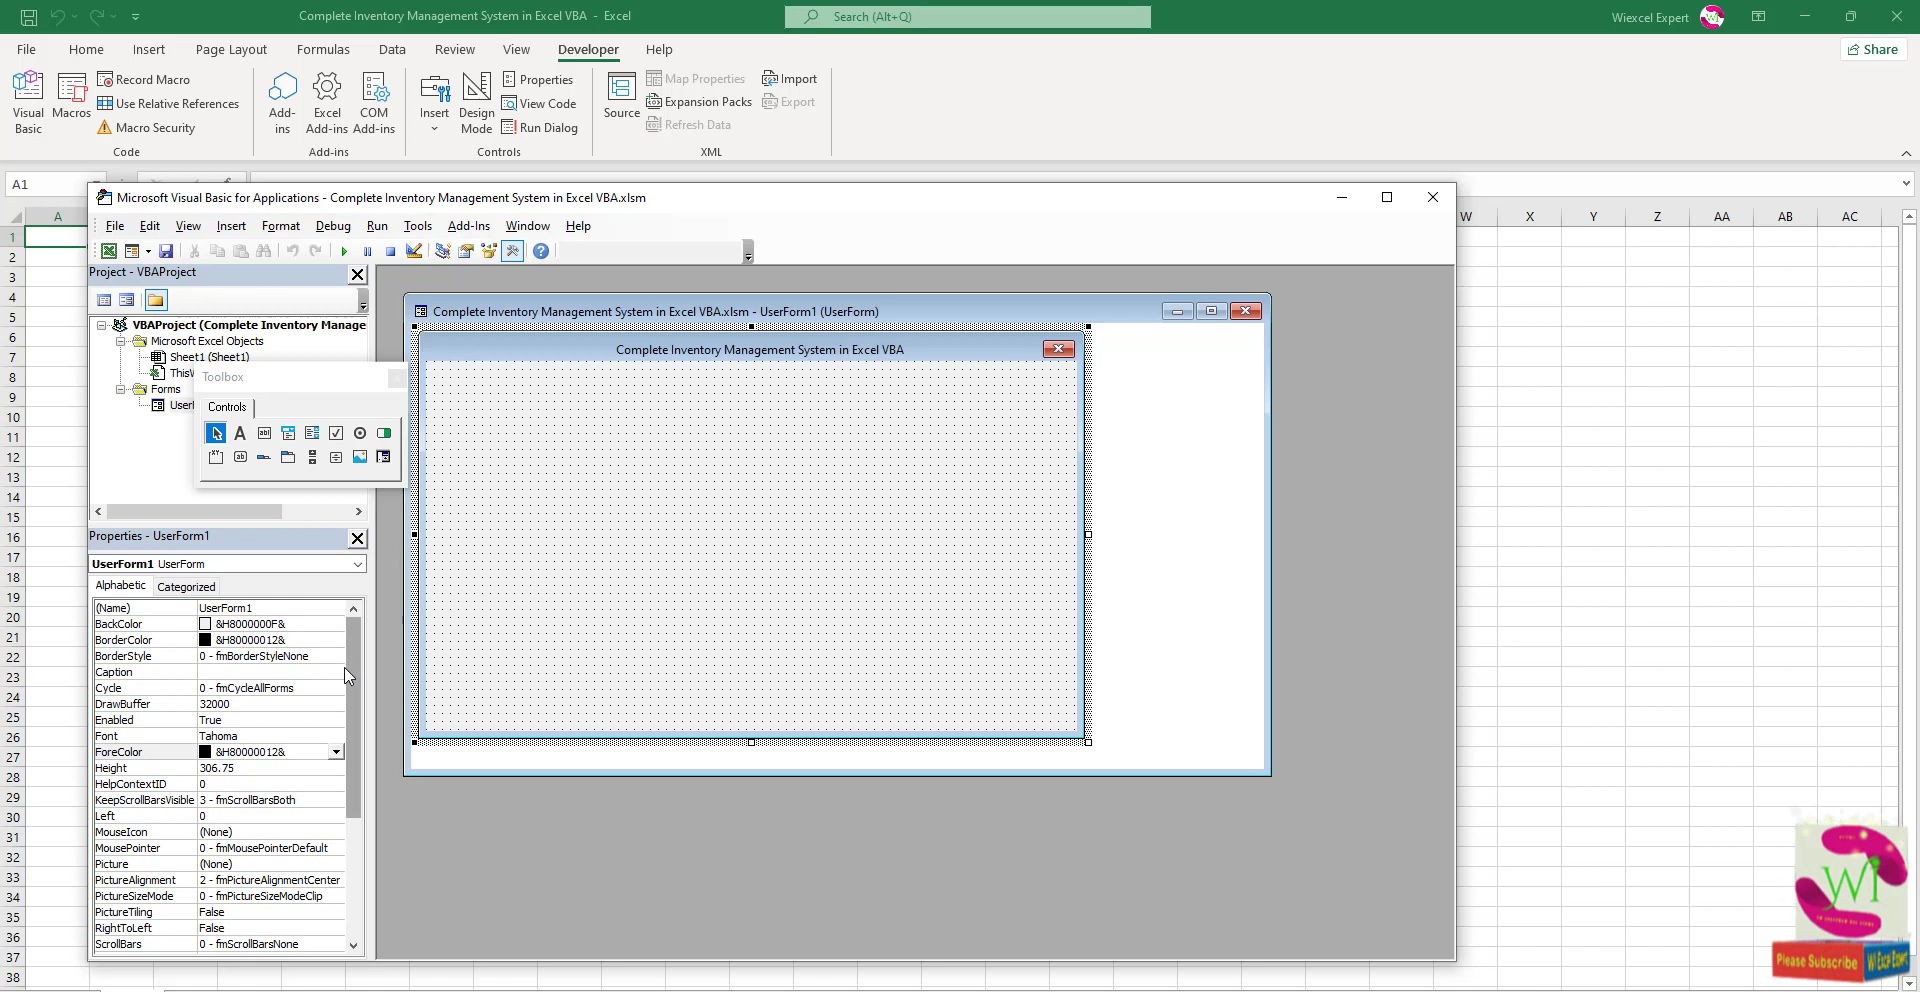 Complete Inventory Management System in Excel VBA - Excel
Search (Alt+Q)
Wiexcel Expert
File Home Insert Page Layout Formulas Data Review View Developer Help
Share
Visual Basic
Macros
Record Macro
Use Relative References
Macro Security
Code
Add-ins
Excel Add-ins
COM Add-ins
Add-ins
Insert
Design Mode
Properties
View Code
Run Dialog
Controls
Source
Map Properties
Expansion Packs
Refresh Data
Import
Export
XML
A1
A W X Y Z AA AB AC
1
2
3
4
5
6
7
8
9
10
11
12
13
14
15
16
17
18
19
20
21
22
23
24
25
26
27
28
29
30
31
32
33
34
35
36
37
38
Microsoft Visual Basic for Applications - Complete Inventory Management System in Excel VBA.xlsm
File Edit View Insert Format Debug Run Tools Add-Ins Window Help
Project - VBAProject
VBAProject (Complete Inventory Manage
Microsoft Excel Objects
Sheet1 (Sheet1)
Forms
Toolbox
Controls
Properties - UserForm1
UserForm1 UserForm
Alphabetic Categorized
(Name) UserForm1
BackColor &H8000000F&
BorderColor &H80000012&
BorderStyle 0 - fmBorderStyleNone
Caption
Cycle 0 - fmCycleAllForms
DrawBuffer 32000
Enabled True
Font Tahoma
ForeColor &H80000012&
Height 306.75
HelpContextID 0
KeepScrollBarsVisible 3 - fmScrollBarsBoth
Left 0
MouseIcon (None)
MousePointer 0 - fmMousePointerDefault
Picture (None)
PictureAlignment 2 - fmPictureAlignmentCenter
PictureSizeMode 0 - fmPictureSizeModeClip
PictureTiling False
RightToLeft False
ScrollBars 0 - fmScrollBarsNone
Complete Inventory Management System in Excel VBA.xlsm - UserForm1 (UserForm)
Complete Inventory Management System in Excel VBA
WI
Please Subscribe